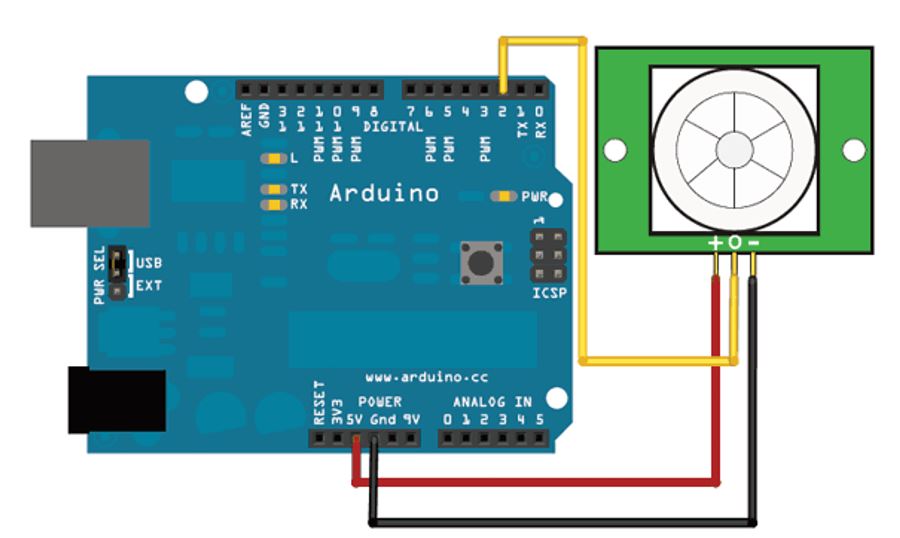 AREF GND 13 12 11 10 9 8 7 6 5 4 3 2 1 0
DIGITAL
PWM PWM PWM PWM PWM PWM TX RX
L
TX
RX
Arduino
PWR
1
ICSP
+ O -
PWR SEL
USB
EXT
www.arduino.cc
POWER
ANALOG IN
RESET 3V3 5V Gnd 9V 0 1 2 3 4 5